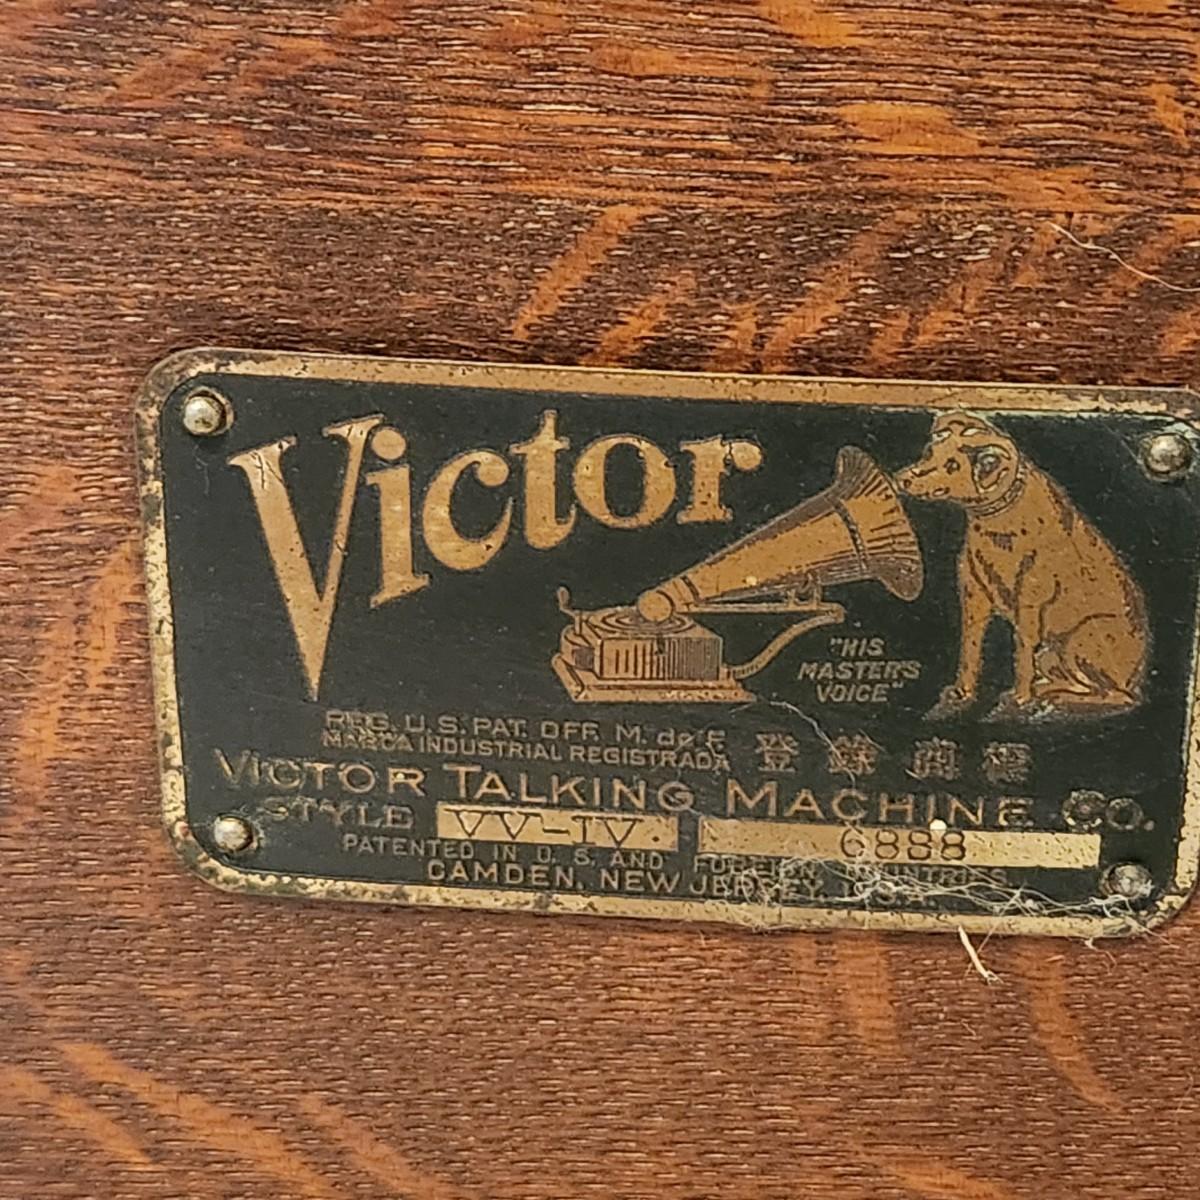 Victor
"HIS
MASTER'S
VOICE"
REG. U.S. PAT. OFF. M. de F.
MARCA INDUSTRIAL REGISTRADA
登錄商標
VICTOR TALKING MACHINE CO.
STYLE VV-IV. 6888
PATENTED IN U. S. AND FOREIGN COUNTRIES
CAMDEN, NEW JERSEY, U.S.A.